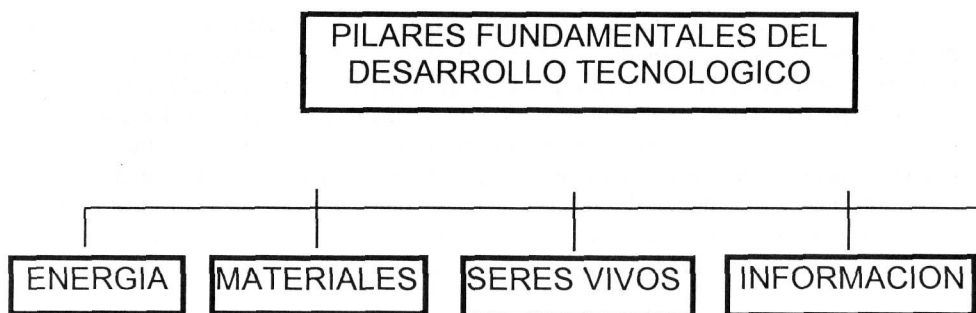 PILARES FUNDAMENTALES DEL
DESARROLLO TECNOLOGICO
ENERGIA
MATERIALES
SERES VIVOS
INFORMACION